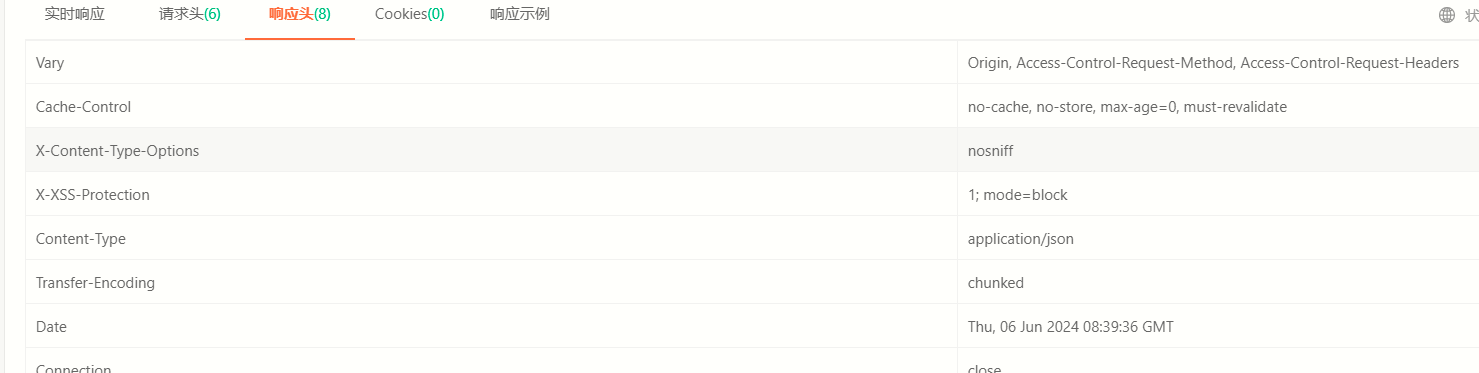 实时响应 请求头(6) 响应头(8) Cookies(0) 响应示例 状
Vary Origin, Access-Control-Request-Method, Access-Control-Request-Headers
Cache-Control no-cache, no-store, max-age=0, must-revalidate
X-Content-Type-Options nosniff
X-XSS-Protection 1; mode=block
Content-Type application/json
Transfer-Encoding chunked
Date Thu, 06 Jun 2024 08:39:36 GMT
Connection close